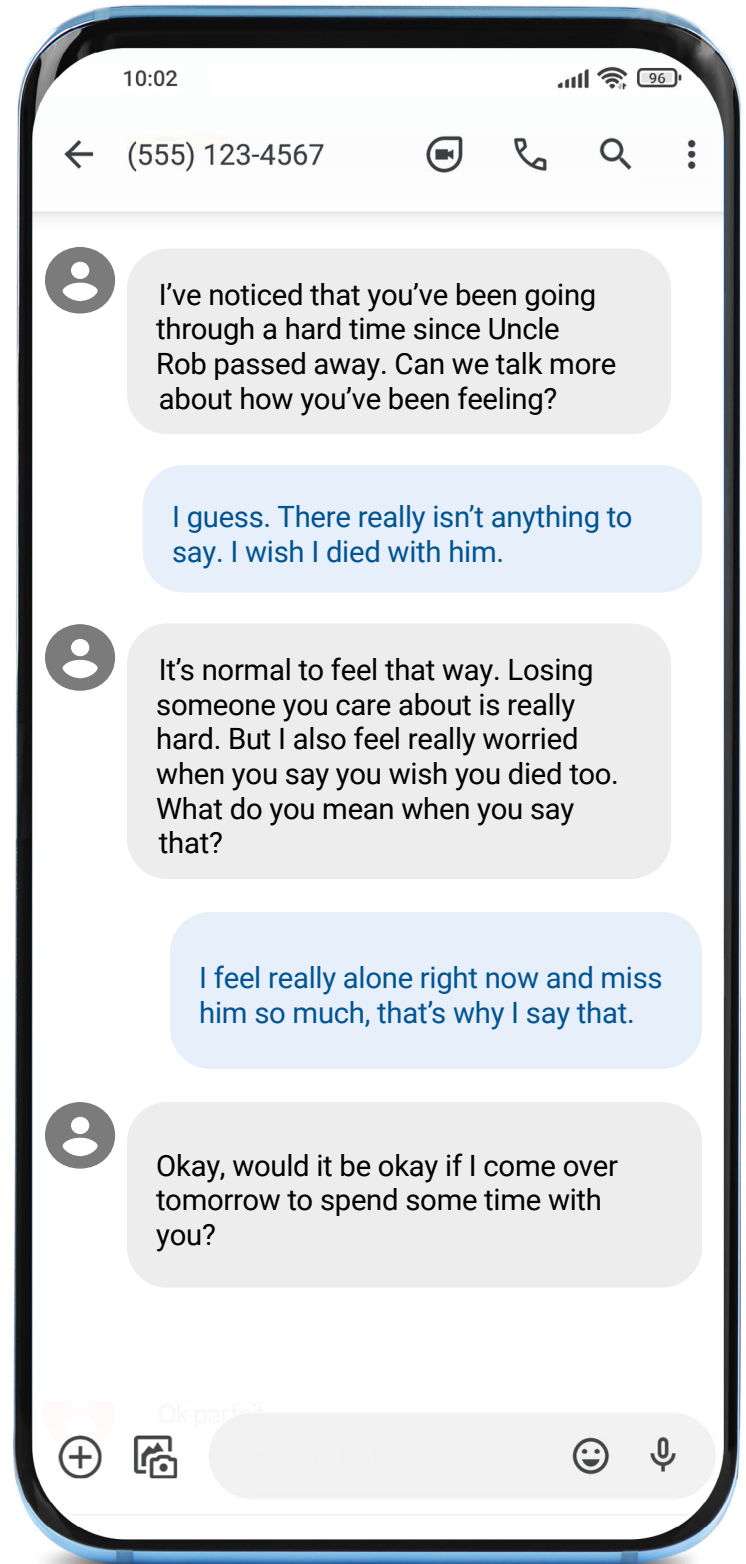 10:02
96
(555) 123-4567
I’ve noticed that you’ve been going
through a hard time since Uncle
Rob passed away. Can we talk more
about how you’ve been feeling?
I guess. There really isn’t anything to
say. I wish I died with him.
It’s normal to feel that way. Losing
someone you care about is really
hard. But I also feel really worried
when you say you wish you died too.
What do you mean when you say
that?
I feel really alone right now and miss
him so much, that’s why I say that.
Okay, would it be okay if I come over
tomorrow to spend some time with
you?
Ok parfait